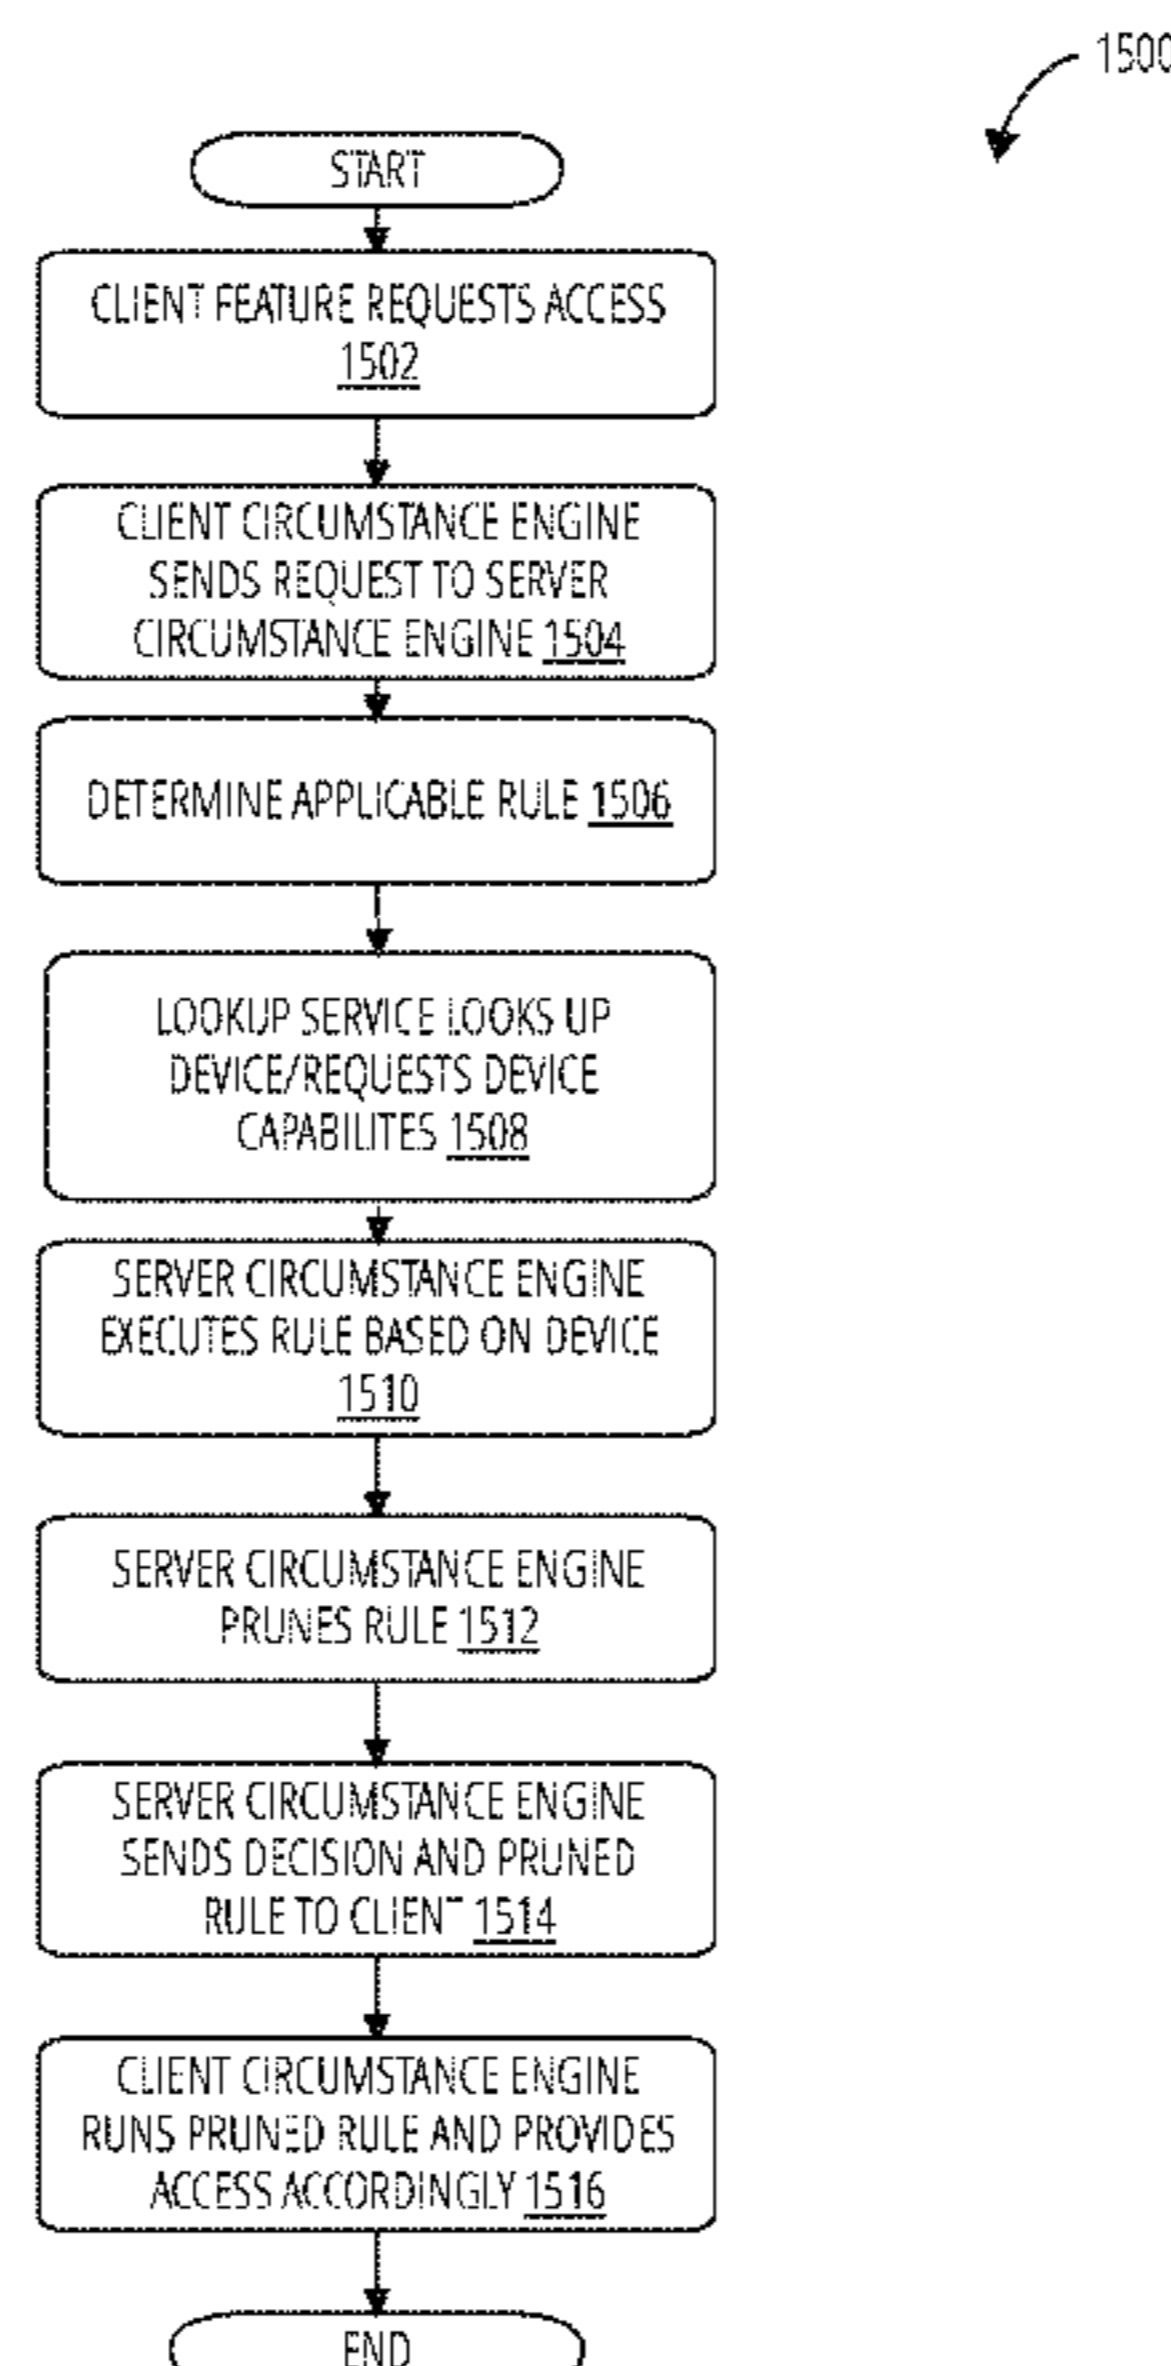 1500
START
CLIENT FEATURE REQUESTS ACCESS
1502
CLIENT CIRCUMSTANCE ENGINE
SENDS REQUEST TO SERVER
CIRCUMSTANCE ENGINE 1504
DETERMINE APPLICABLE RULE 1506
LOOKUP SERVICE LOOKS UP
DEVICE/REQUESTS DEVICE
CAPABILITES 1508
SERVER CIRCUMSTANCE ENGINE
EXECUTES RULE BASED ON DEVICE
1510
SERVER CIRCUMSTANCE ENGINE
PRUNES RULE 1512
SERVER CIRCUMSTANCE ENGINE
SENDS DECISION AND PRUNED
RULE TO CLIENT 1514
CLIENT CIRCUMSTANCE ENGINE
RUNS PRUNED RULE AND PROVIDES
ACCESS ACCORDINGLY 1516
END